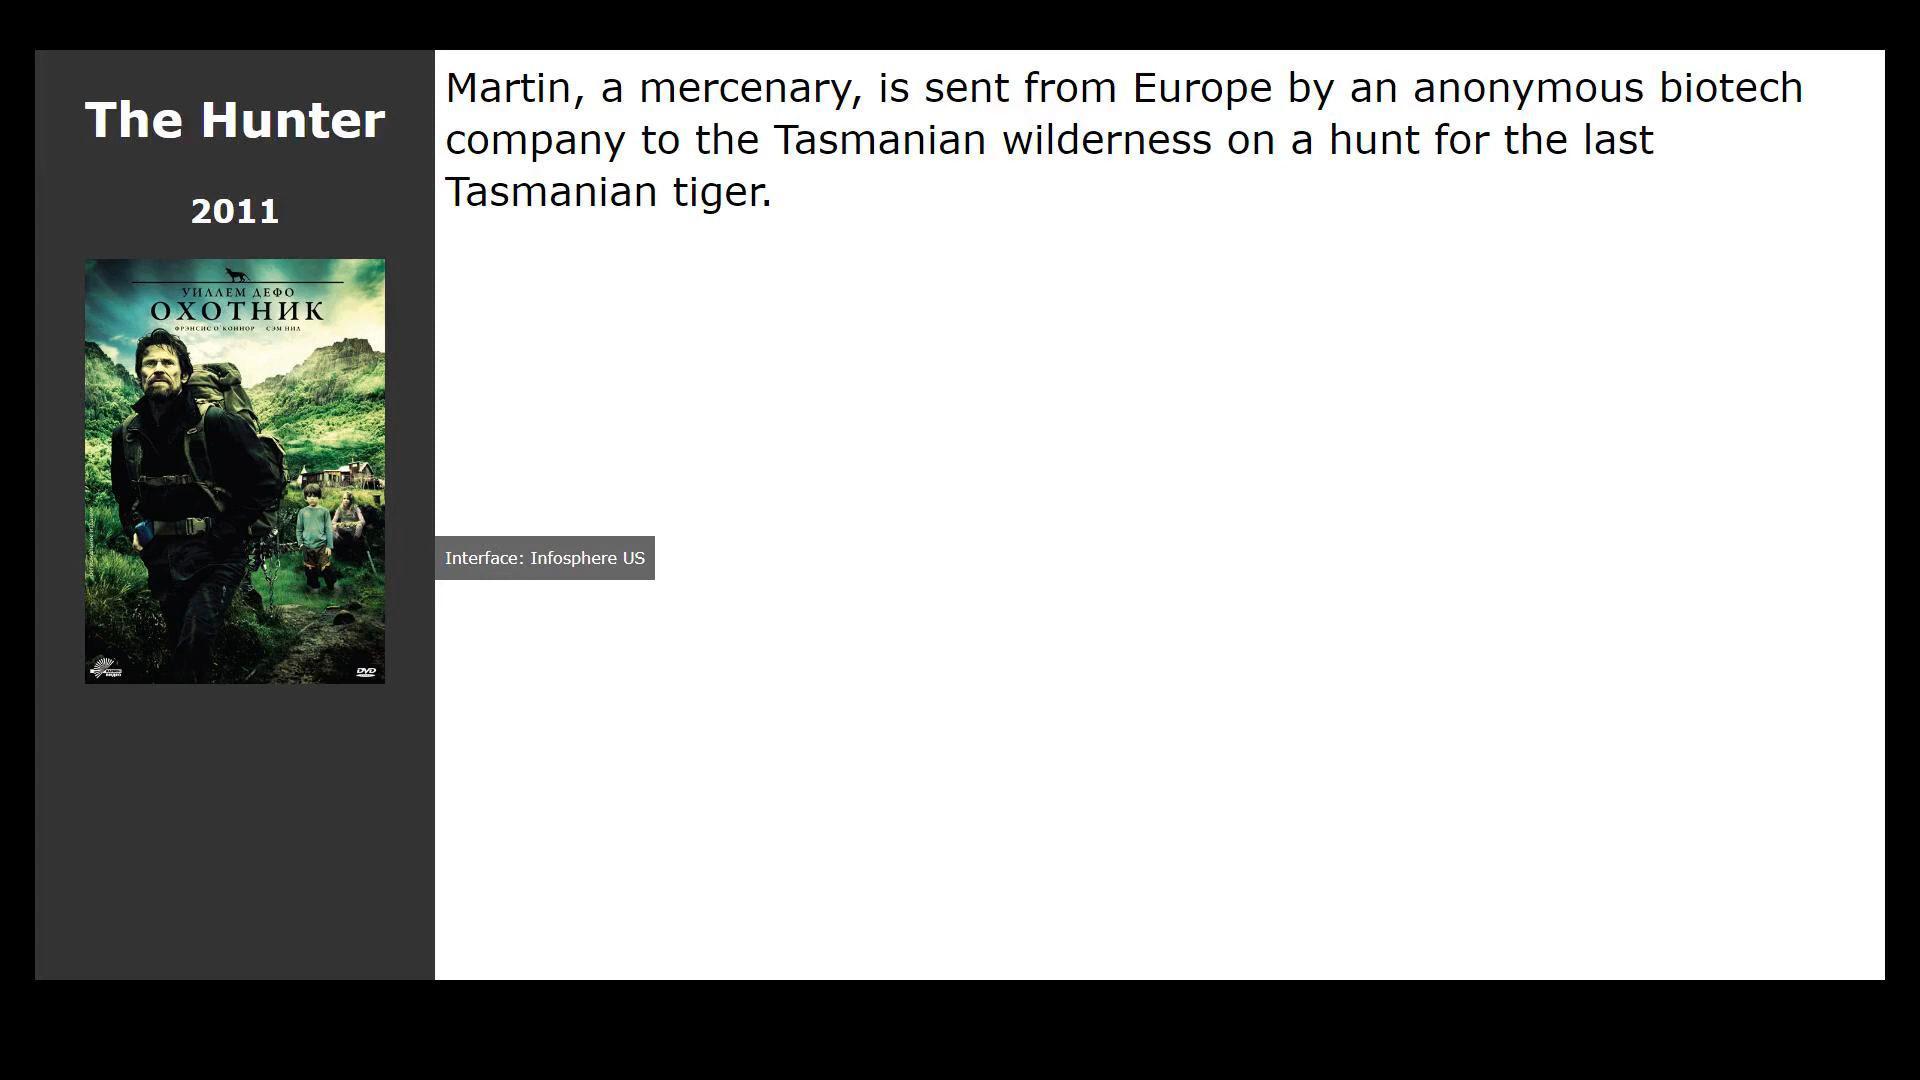 The Hunter
2011
УИЛЛЕМ ДЕФО
ОХОТНИК
ФРЭНСИС О'КОННОР СЭМ НИЛ
DVD
Martin, a mercenary, is sent from Europe by an anonymous biotech
company to the Tasmanian wilderness on a hunt for the last
Tasmanian tiger.
Interface: Infosphere US